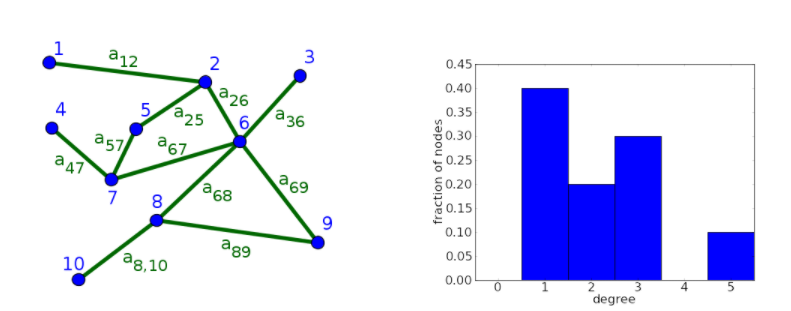 1
a12
2
3
4
5
a25
a26
a36
a57
6
a47
a67
7
a68
a69
8
9
10
a8,10
a89
0.45
0.40
0.35
0.30
0.25
0.20
0.15
0.10
0.05
0.00
fraction of nodes
0 1 2 3 4 5
degree